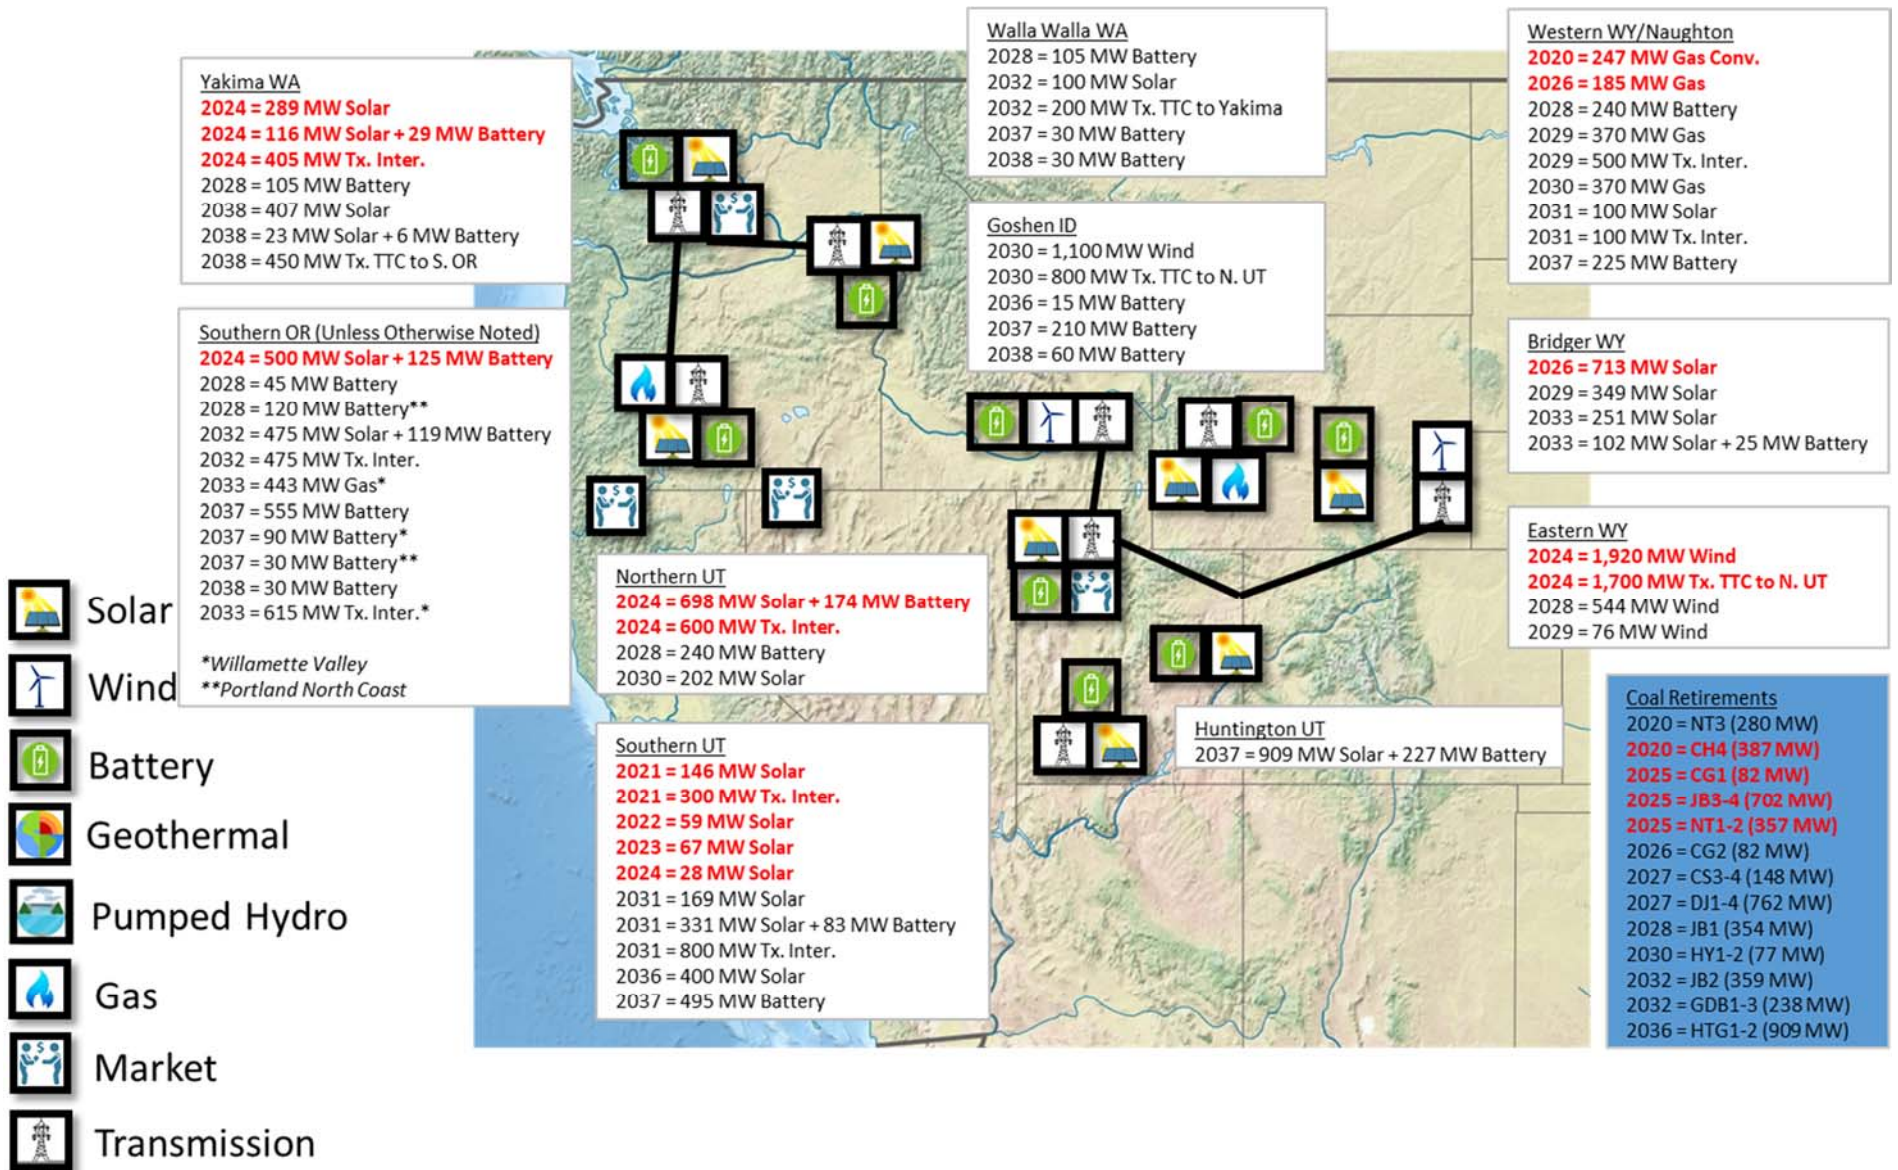 Yakima WA
2024 = 289 MW Solar
2024 = 116 MW Solar + 29 MW Battery
2024 = 405 MW Tx. Inter.
2028 = 105 MW Battery
2038 = 407 MW Solar
2038 = 23 MW Solar + 6 MW Battery
2038 = 450 MW Tx. TTC to S. OR
Walla Walla WA
2028 = 105 MW Battery
2032 = 100 MW Solar
2032 = 200 MW Tx. TTC to Yakima
2037 = 30 MW Battery
2038 = 30 MW Battery
Western WY/Naughton
2020 = 247 MW Gas Conv.
2026 = 185 MW Gas
2028 = 240 MW Battery
2029 = 370 MW Gas
2029 = 500 MW Tx. Inter.
2030 = 370 MW Gas
2031 = 100 MW Solar
2031 = 100 MW Tx. Inter.
2037 = 225 MW Battery
Goshen ID
2030 = 1,100 MW Wind
2030 = 800 MW Tx. TTC to N. UT
2036 = 15 MW Battery
2037 = 210 MW Battery
2038 = 60 MW Battery
Southern OR (Unless Otherwise Noted)
2024 = 500 MW Solar + 125 MW Battery
2028 = 45 MW Battery
2028 = 120 MW Battery**
2032 = 475 MW Solar + 119 MW Battery
2032 = 475 MW Tx. Inter.
2033 = 443 MW Gas*
2037 = 555 MW Battery
2037 = 90 MW Battery*
2037 = 30 MW Battery**
2038 = 30 MW Battery
2033 = 615 MW Tx. Inter.*
*Willamette Valley
**Portland North Coast
Bridger WY
2026 = 713 MW Solar
2029 = 349 MW Solar
2033 = 251 MW Solar
2033 = 102 MW Solar + 25 MW Battery
Eastern WY
2024 = 1,920 MW Wind
2024 = 1,700 MW Tx. TTC to N. UT
2028 = 544 MW Wind
2029 = 76 MW Wind
Northern UT
2024 = 698 MW Solar + 174 MW Battery
2024 = 600 MW Tx. Inter.
2028 = 240 MW Battery
2030 = 202 MW Solar
Southern UT
2021 = 146 MW Solar
2021 = 300 MW Tx. Inter.
2022 = 59 MW Solar
2023 = 67 MW Solar
2024 = 28 MW Solar
2031 = 169 MW Solar
2031 = 331 MW Solar + 83 MW Battery
2031 = 800 MW Tx. Inter.
2036 = 400 MW Solar
2037 = 495 MW Battery
Huntington UT
2037 = 909 MW Solar + 227 MW Battery
Coal Retirements
2020 = NT3 (280 MW)
2020 = CH4 (387 MW)
2025 = CG1 (82 MW)
2025 = JB3-4 (702 MW)
2025 = NT1-2 (357 MW)
2026 = CG2 (82 MW)
2027 = CS3-4 (148 MW)
2027 = DJ1-4 (762 MW)
2028 = JB1 (354 MW)
2030 = HY1-2 (77 MW)
2032 = JB2 (359 MW)
2032 = GDB1-3 (238 MW)
2036 = HTG1-2 (909 MW)
Solar
Wind
Battery
Geothermal
Pumped Hydro
Gas
Market
Transmission